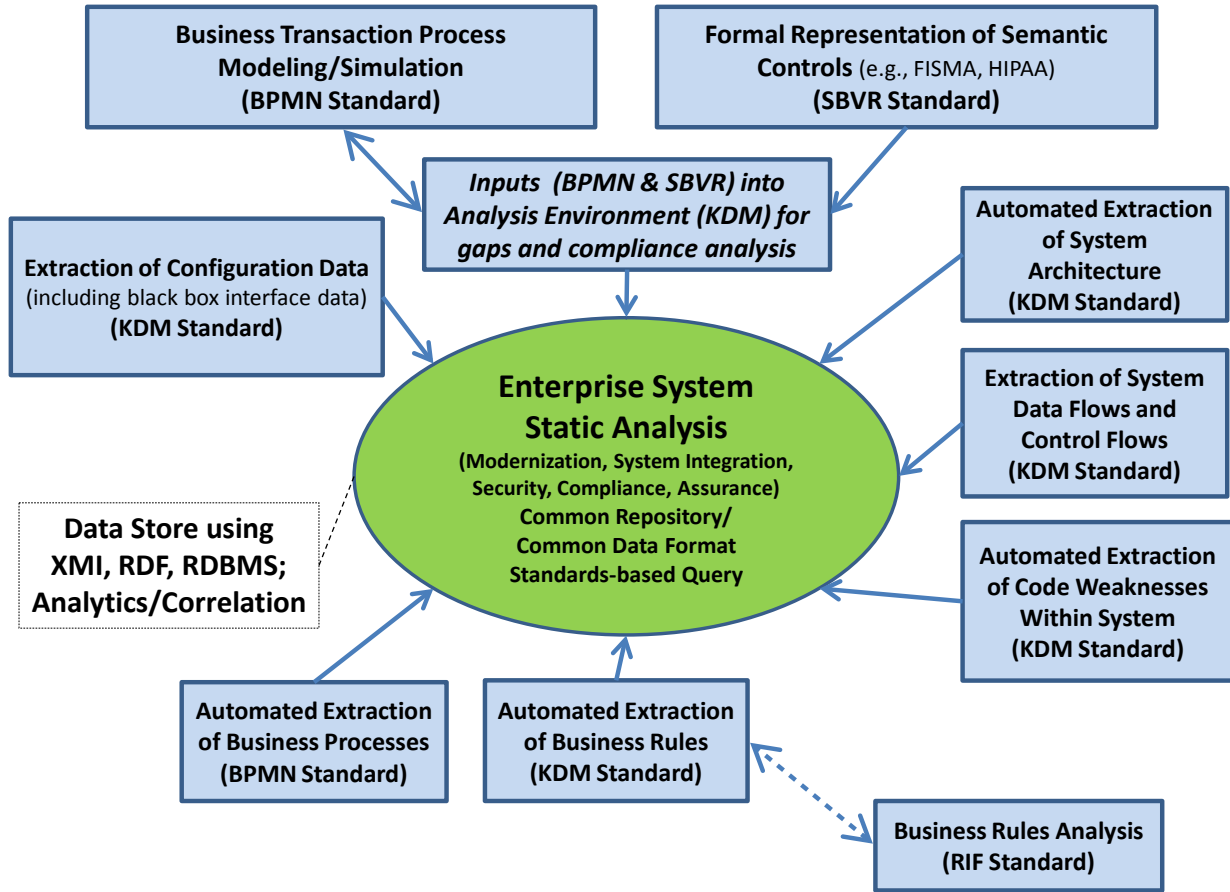 Business Transaction Process
Modeling/Simulation
(BPMN Standard)
Formal Representation of Semantic
Controls (e.g., FISMA, HIPAA)
(SBVR Standard)
Inputs (BPMN & SBVR) into
Analysis Environment (KDM) for
gaps and compliance analysis
Extraction of Configuration Data
(including black box interface data)
(KDM Standard)
Automated Extraction
of System
Architecture
(KDM Standard)
Enterprise System
Static Analysis
(Modernization, System Integration,
Security, Compliance, Assurance)
Common Repository/
Common Data Format
Standards-based Query
Extraction of System
Data Flows and
Control Flows
(KDM Standard)
Data Store using
XMI, RDF, RDBMS;
Analytics/Correlation
Automated Extraction
of Code Weaknesses
Within System
(KDM Standard)
Automated Extraction
of Business Processes
(BPMN Standard)
Automated Extraction
of Business Rules
(KDM Standard)
Business Rules Analysis
(RIF Standard)